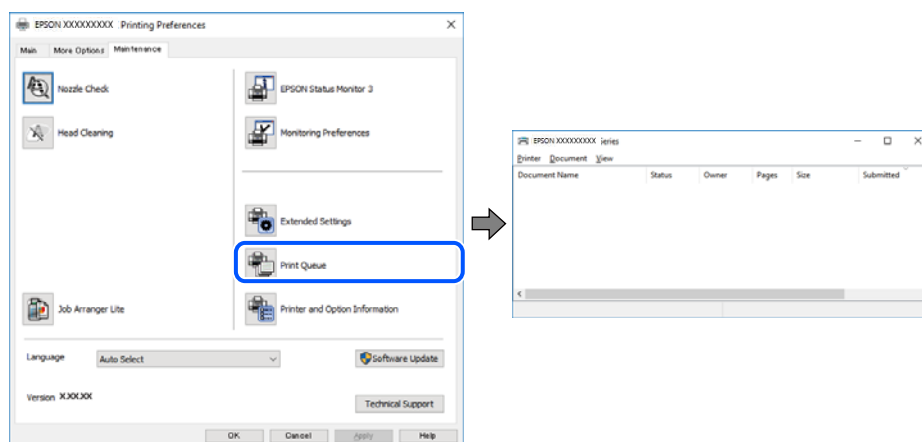 EPSON XXXXXXXXX Printing Preferences
Main More Options Maintenance
Nozzle Check
EPSON Status Monitor 3
Head Cleaning
Monitoring Preferences
Extended Settings
Print Queue
Job Arranger Lite
Printer and Option Information
Language Auto Select
Software Update
Version X.XX.XX
Technical Support
OK Cancel Apply Help
EPSON XXXXXXXXX ieries
Printer Document View
Document Name Status Owner Pages Size Submitted